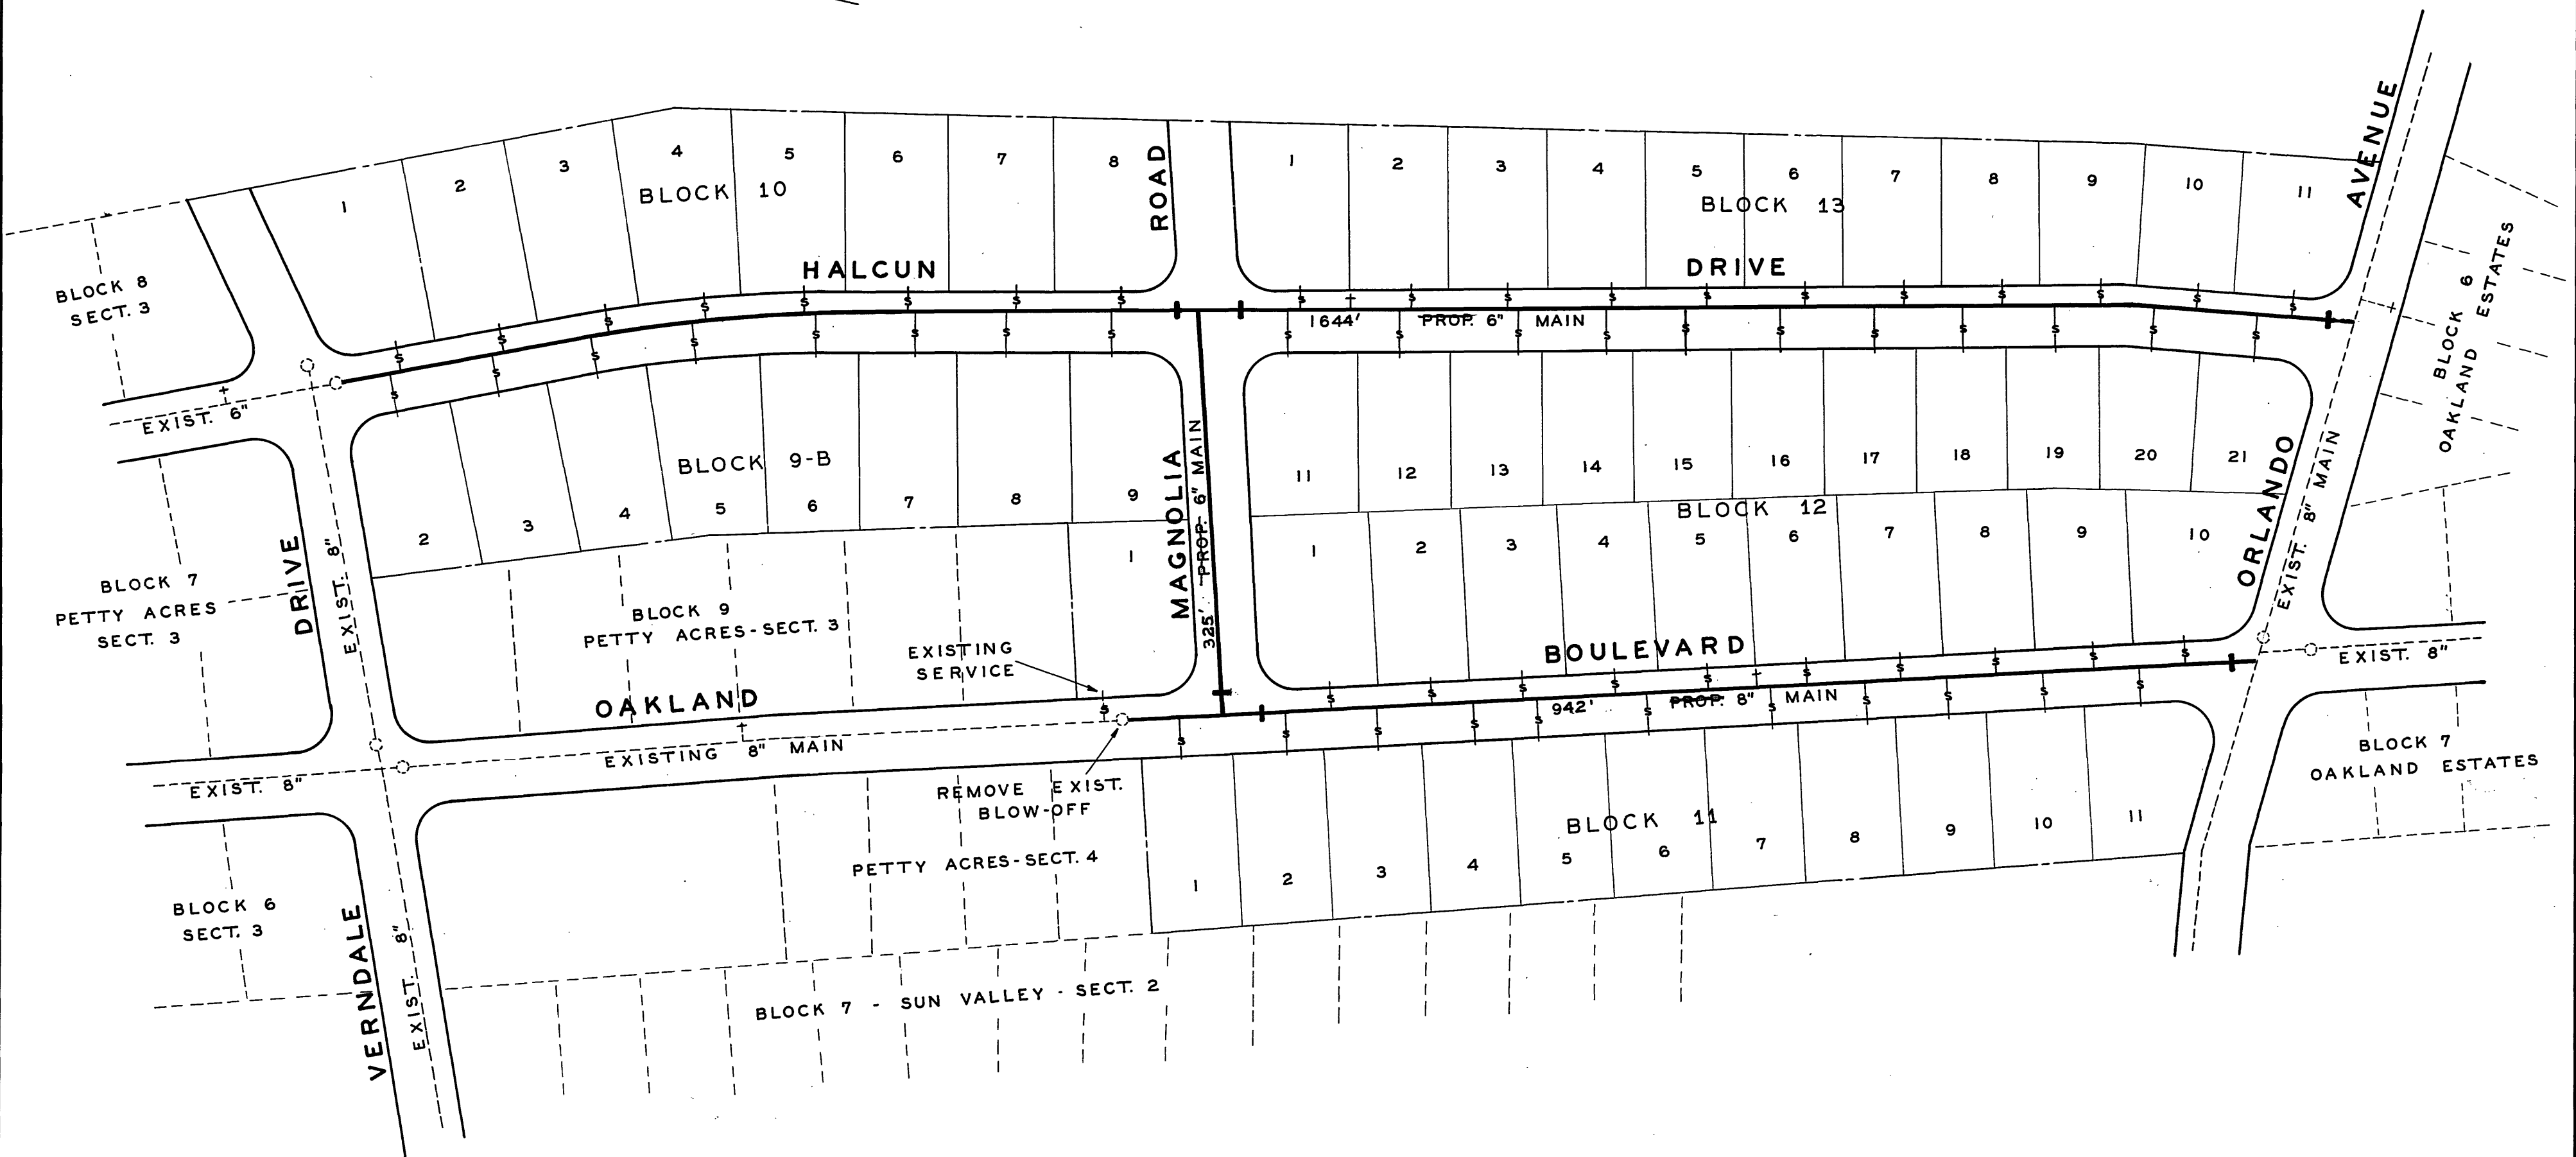 1 2 3 4 5 6 7 8
BLOCK 10
ROAD
1 2 3 4 5 6 7 8 9 10 11
BLOCK 13
AVENUE
BLOCK 8
SECT. 3
HALCUN DRIVE
S S S S S S S S
S S S S S S S S S S S
1644' PROP. 6" MAIN
S S S S S S S S
S S S S S S S S S S
BLOCK 6
OAKLAND ESTATES
EXIST. 6"
BLOCK 9-B
2 3 4 5 6 7 8 9
1
MAGNOLIA
325' PROP. 6" MAIN
11 12 13 14 15 16 17 18 19 20 21
BLOCK 12
1 2 3 4 5 6 7 8 9 10
ORLANDO
EXIST. 8" MAIN
BLOCK 7
PETTY ACRES
SECT. 3
DRIVE
EXIST. 8"
BLOCK 9
PETTY ACRES - SECT. 3
EXISTING
SERVICE
S
OAKLAND BOULEVARD
S S S S S S S S S S
942' PROP. 8" MAIN
S S S S S S S S S S S
EXIST. 8"
EXIST. 8"
EXISTING 8" MAIN
REMOVE EXIST.
BLOW-OFF
BLOCK 7
OAKLAND ESTATES
BLOCK 11
1 2 3 4 5 6 7 8 9 10 11
PETTY ACRES - SECT. 4
BLOCK 6
SECT. 3
VERNDALE
EXIST. 8"
BLOCK 7 - SUN VALLEY - SECT. 2